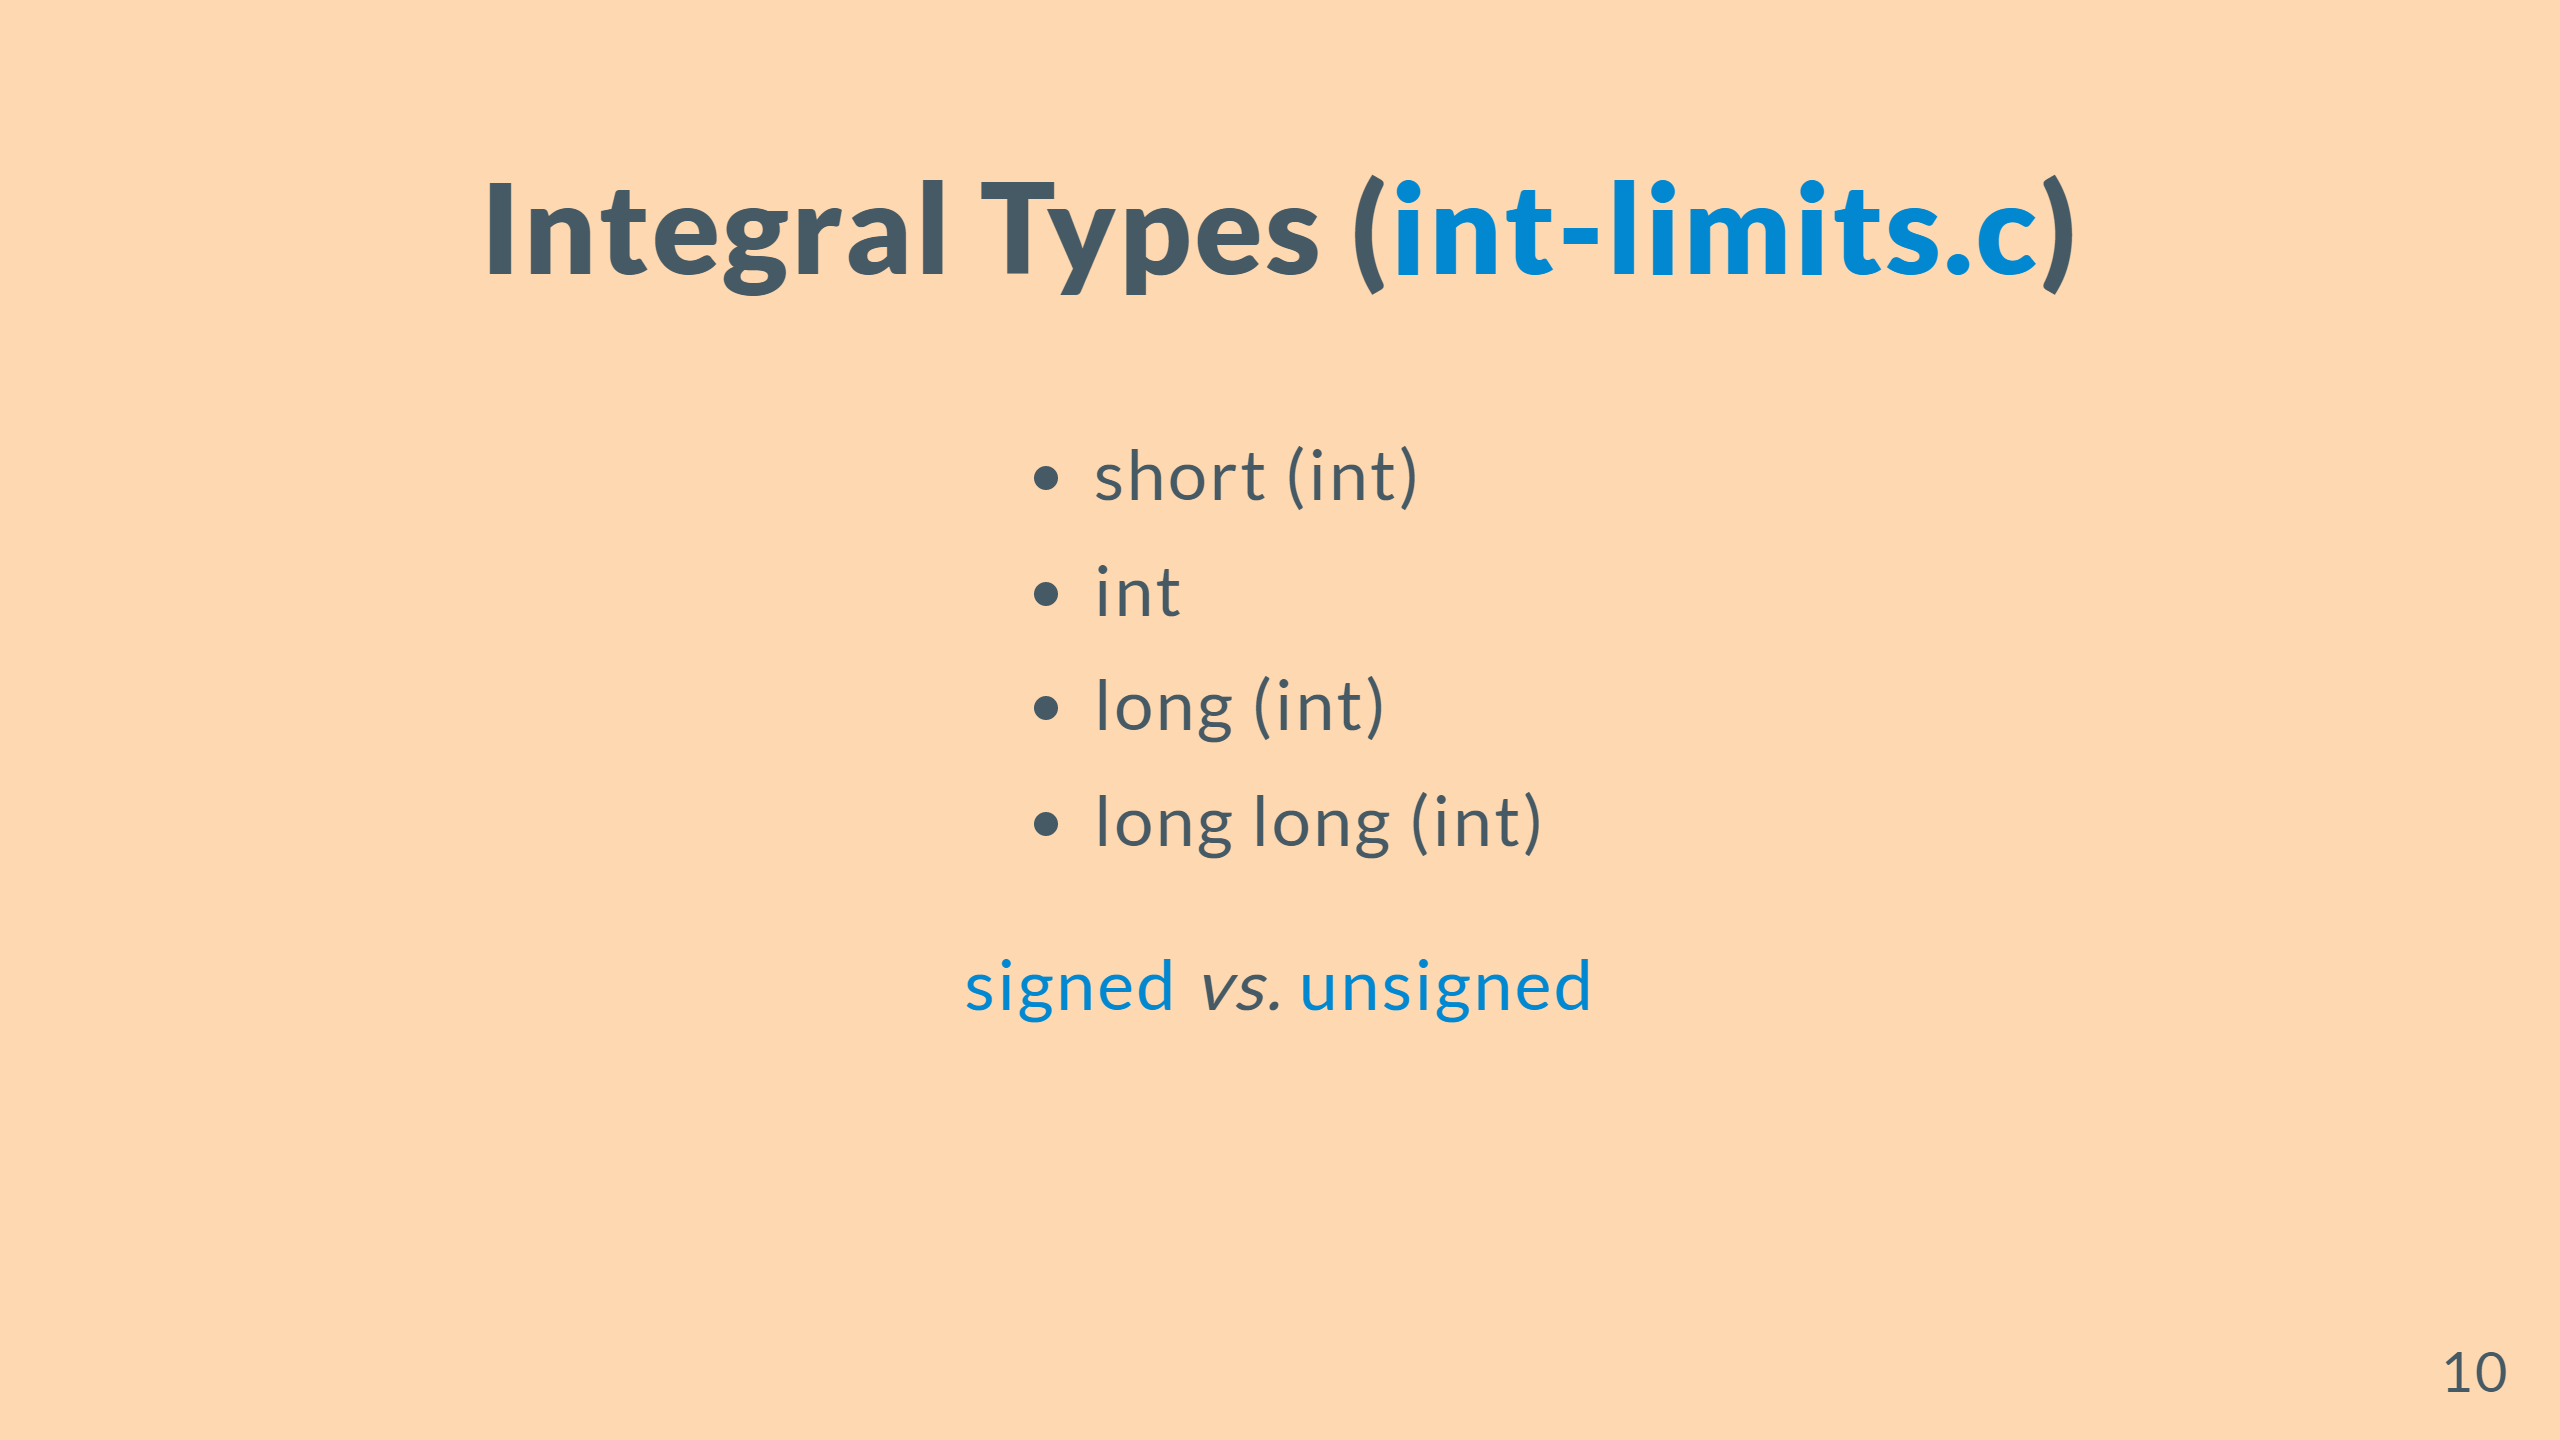 Integral Types (int-limits.c)
• short (int)
• int
• long (int)
• long long (int)
signed vs. unsigned
10